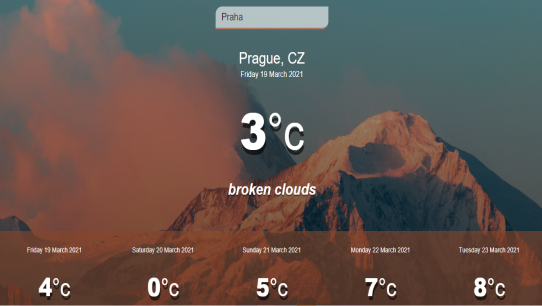 Praha
Prague, CZ
Friday 19 March 2021
3°C
broken clouds
Friday 19 March 2021 Saturday 20 March 2021 Sunday 21 March 2021 Monday 22 March 2021 Tuesday 23 March 2021
4°C 0°C 5°C 7°C 8°C